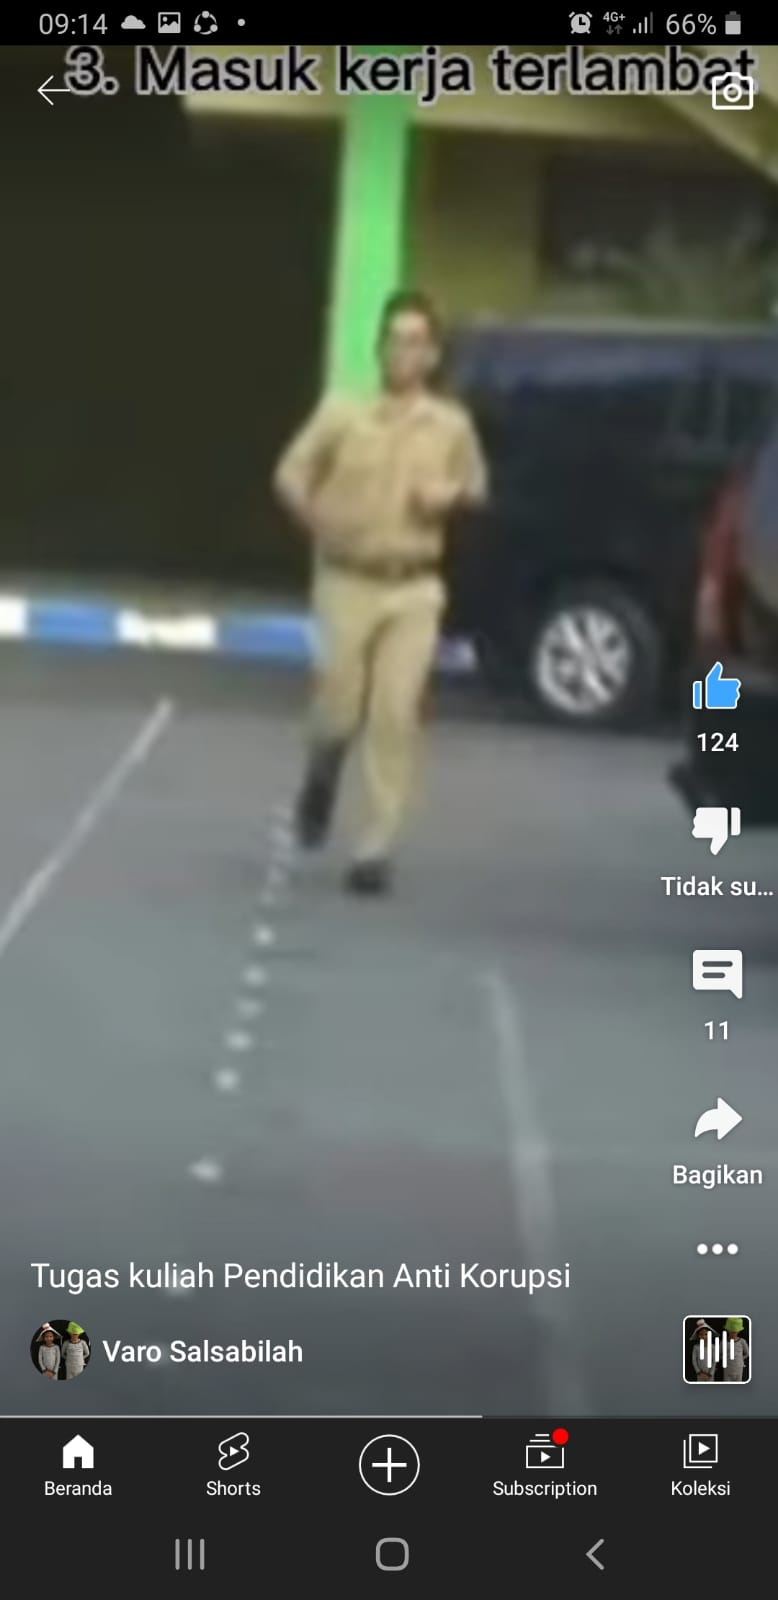 09:14
4G+
66%
3. Masuk kerja terlambat
124
Tidak su...
11
Bagikan
Tugas kuliah Pendidikan Anti Korupsi
Varo Salsabilah
Beranda
Shorts
Subscription
Koleksi